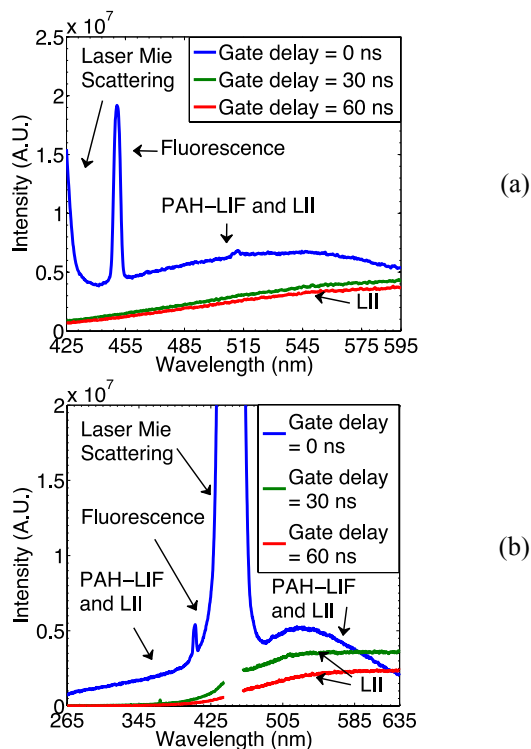 x 10^7
2.5
2
1.5
1
0.5
0
Intensity (A.U.)
Laser Mie
Scattering
Gate delay = 0 ns
Gate delay = 30 ns
Gate delay = 60 ns
Fluorescence
PAH-LIF and LII
LII
425 455 485 515 545 575 595
Wavelength (nm)
(a)
x 10^7
2
1.5
1
0.5
0
Intensity (A.U.)
Laser Mie
Scattering
Fluorescence
PAH-LIF
and LII
Gate delay
= 0 ns
Gate delay
= 30 ns
Gate delay
= 60 ns
PAH-LIF
and LII
LII
265 345 425 505 585 635
Wavelength (nm)
(b)